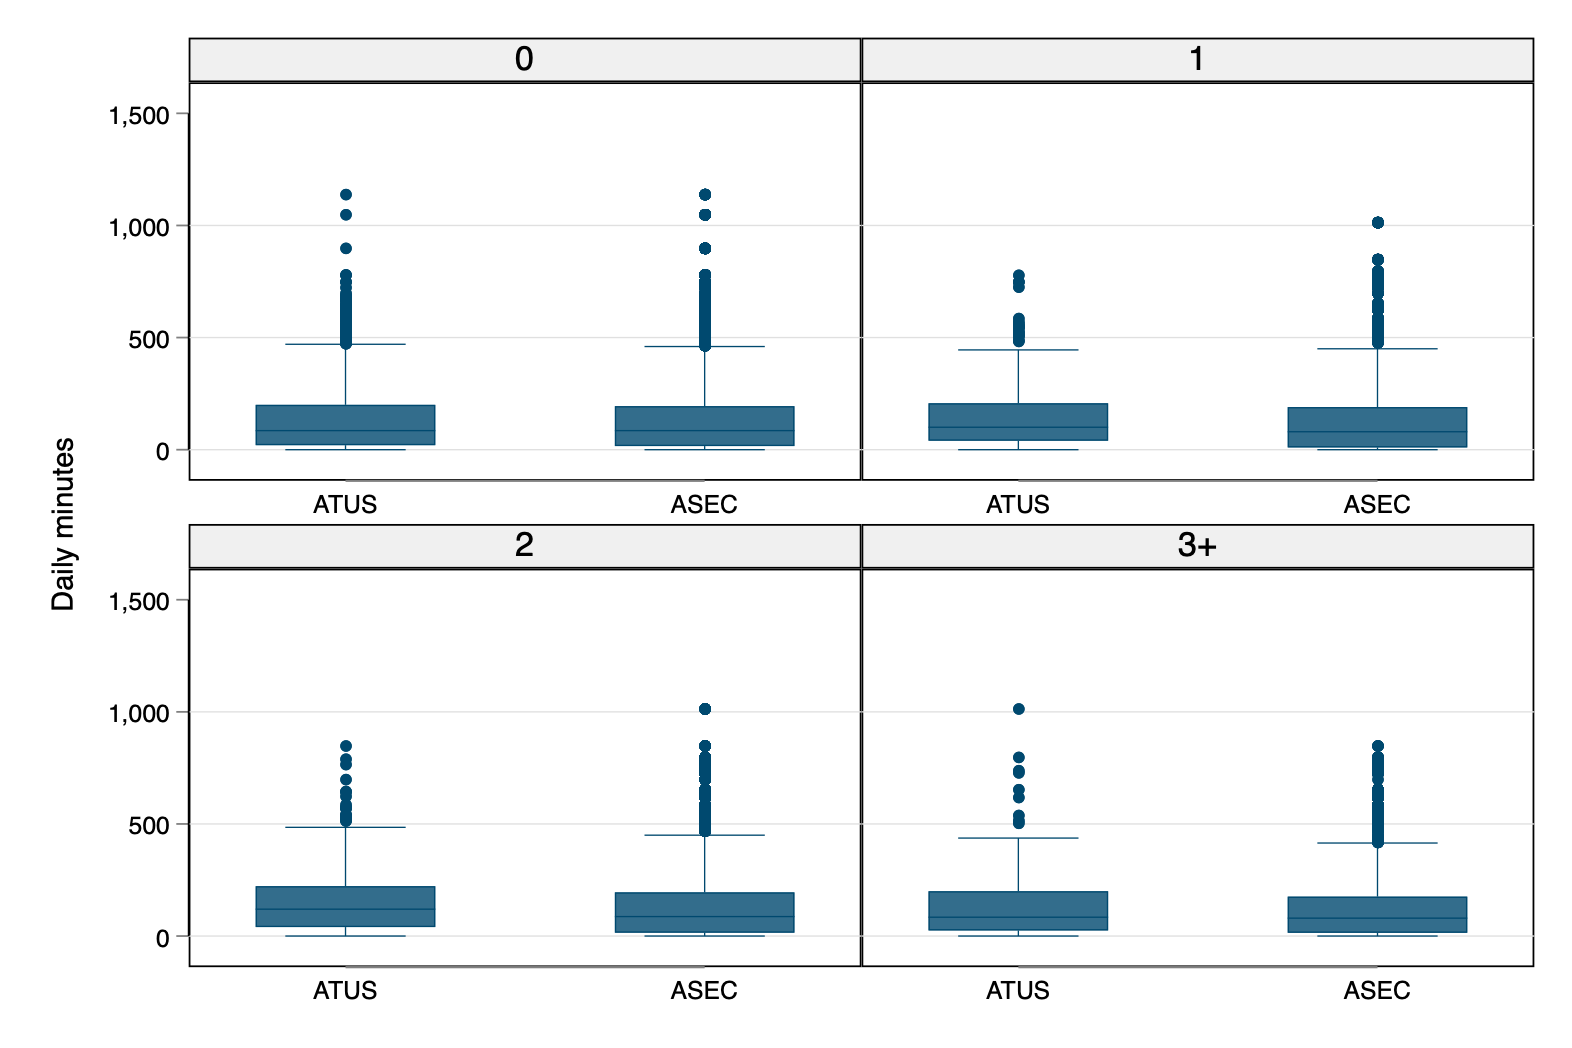 0
1
1,500
1,000
500
0
ATUS
ASEC
ATUS
ASEC
Daily minutes
2
3+
1,500
1,000
500
0
ATUS
ASEC
ATUS
ASEC